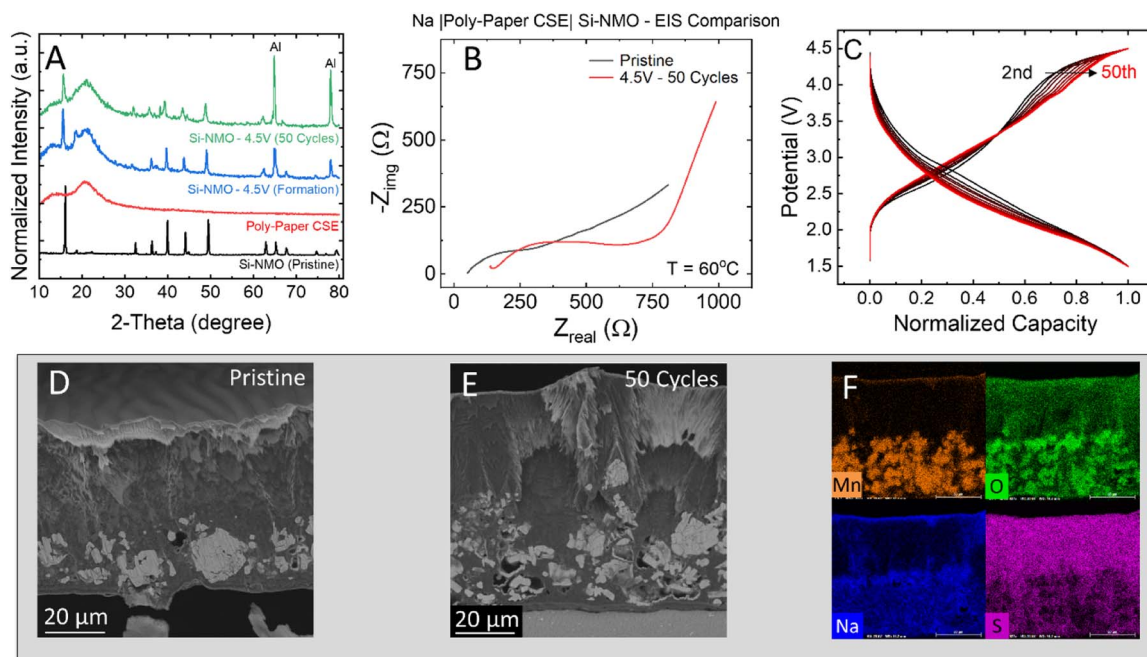 Na |Poly-Paper CSE| Si-NMO - EIS Comparison
A
Al
Al
Si-NMO - 4.5V (50 Cycles)
Si-NMO - 4.5V (Formation)
Poly-Paper CSE
Si-NMO (Pristine)
Normalized Intensity (a.u.)
10 20 30 40 50 60 70 80
2-Theta (degree)
B
Pristine
4.5V - 50 Cycles
750
500
250
0
-Zimg (Ω)
T = 60°C
0 250 500 750 1000
Zreal (Ω)
C
2nd
50th
4.5
4.0
3.5
3.0
2.5
2.0
1.5
Potential (V)
0.0 0.2 0.4 0.6 0.8 1.0
Normalized Capacity
D
Pristine
20 µm
E
50 Cycles
20 µm
F
Mn
O
Na
S